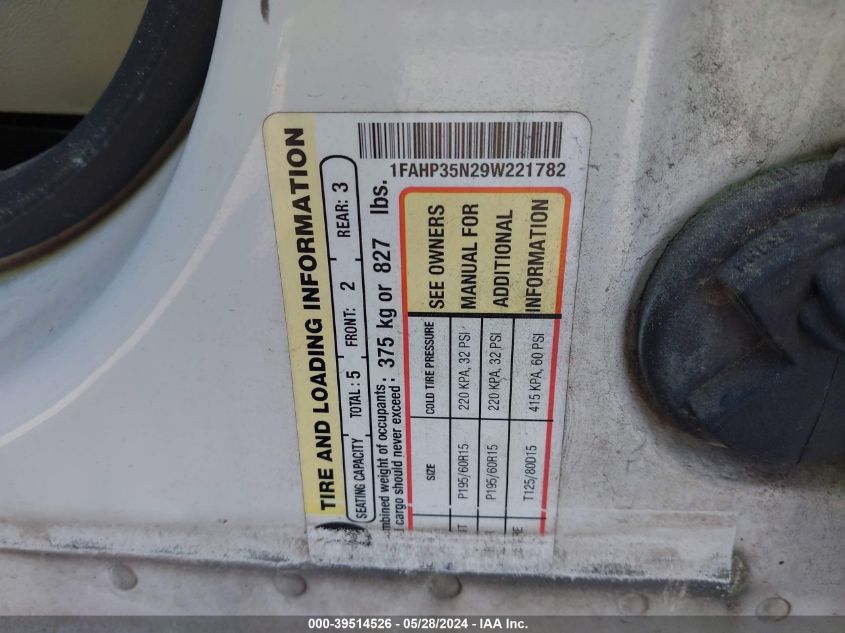 1FAHP35N29W221782
TIRE AND LOADING INFORMATION
SEATING CAPACITY TOTAL : 5 FRONT: 2 REAR: 3
weight of occupants
cargo should never exceed : 375 kg or 827 lbs.
SIZE COLD TIRE PRESSURE SEE OWNERS
P195/60R15 220 KPA, 32 PSI MANUAL FOR
P195/60R15 220 KPA, 32 PSI ADDITIONAL
T125/80D15 415 KPA, 60 PSI INFORMATION
000-39514526 - 05/28/2024 - IAA Inc.